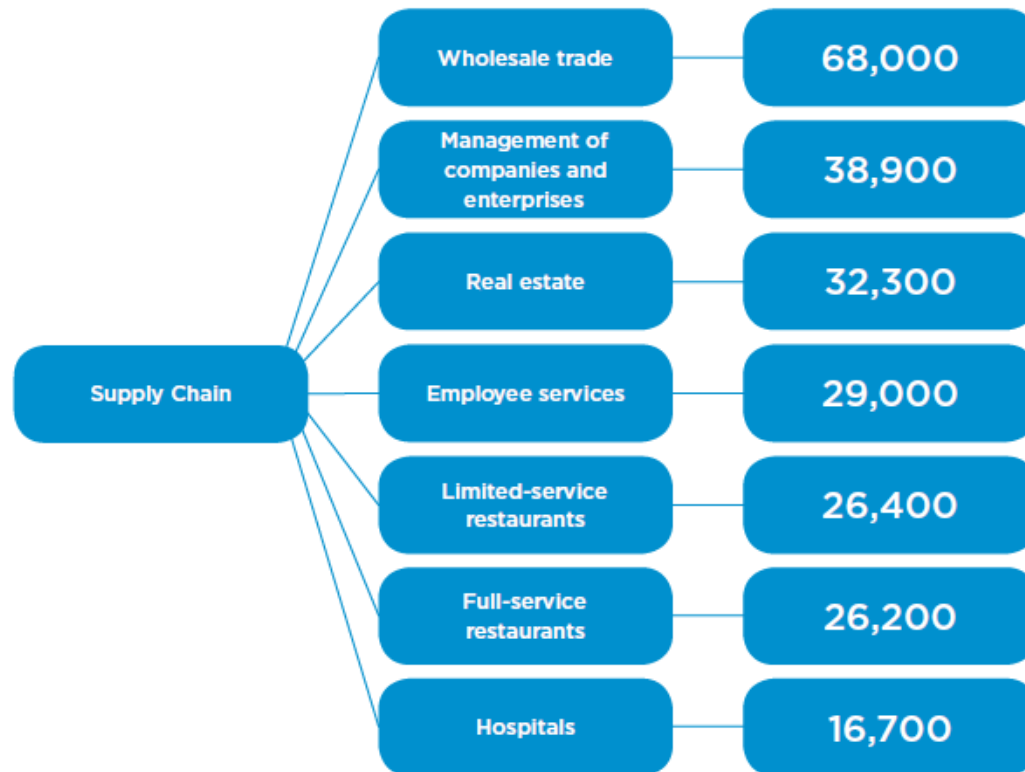 Wholesale trade
68,000
Management of
companies and
enterprises
38,900
Real estate
32,300
Supply Chain
Employee services
29,000
Limited-service
restaurants
26,400
Full-service
restaurants
26,200
Hospitals
16,700